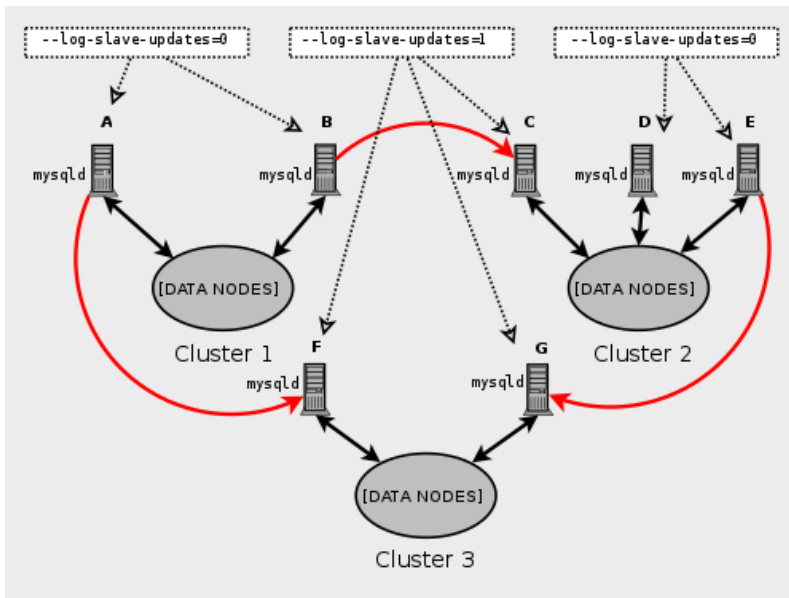 --log-slave-updates=0
--log-slave-updates=1
--log-slave-updates=0
A
B
C
D
E
mysqld
mysqld
mysqld
mysqld
mysqld
[DATA NODES]
[DATA NODES]
Cluster 1
Cluster 2
F
G
mysqld
mysqld
[DATA NODES]
Cluster 3